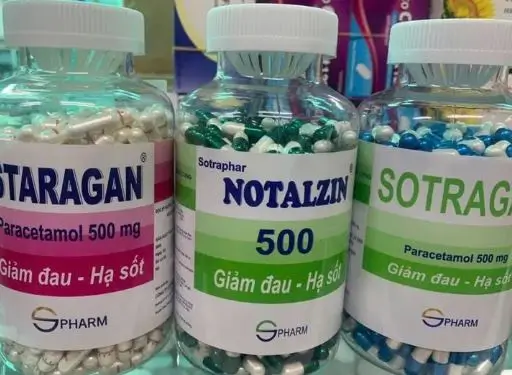 STARAGAN®
Paracetamol 500 mg
Giảm đau - Hạ sốt
SPHARM
Sotraphar
NOTALZIN®
500
Giảm đau - Hạ sốt
SPHARM
SOTRAGA
Paracetamol 500 mg
Giảm đau - Hạ sốt
SPHARM